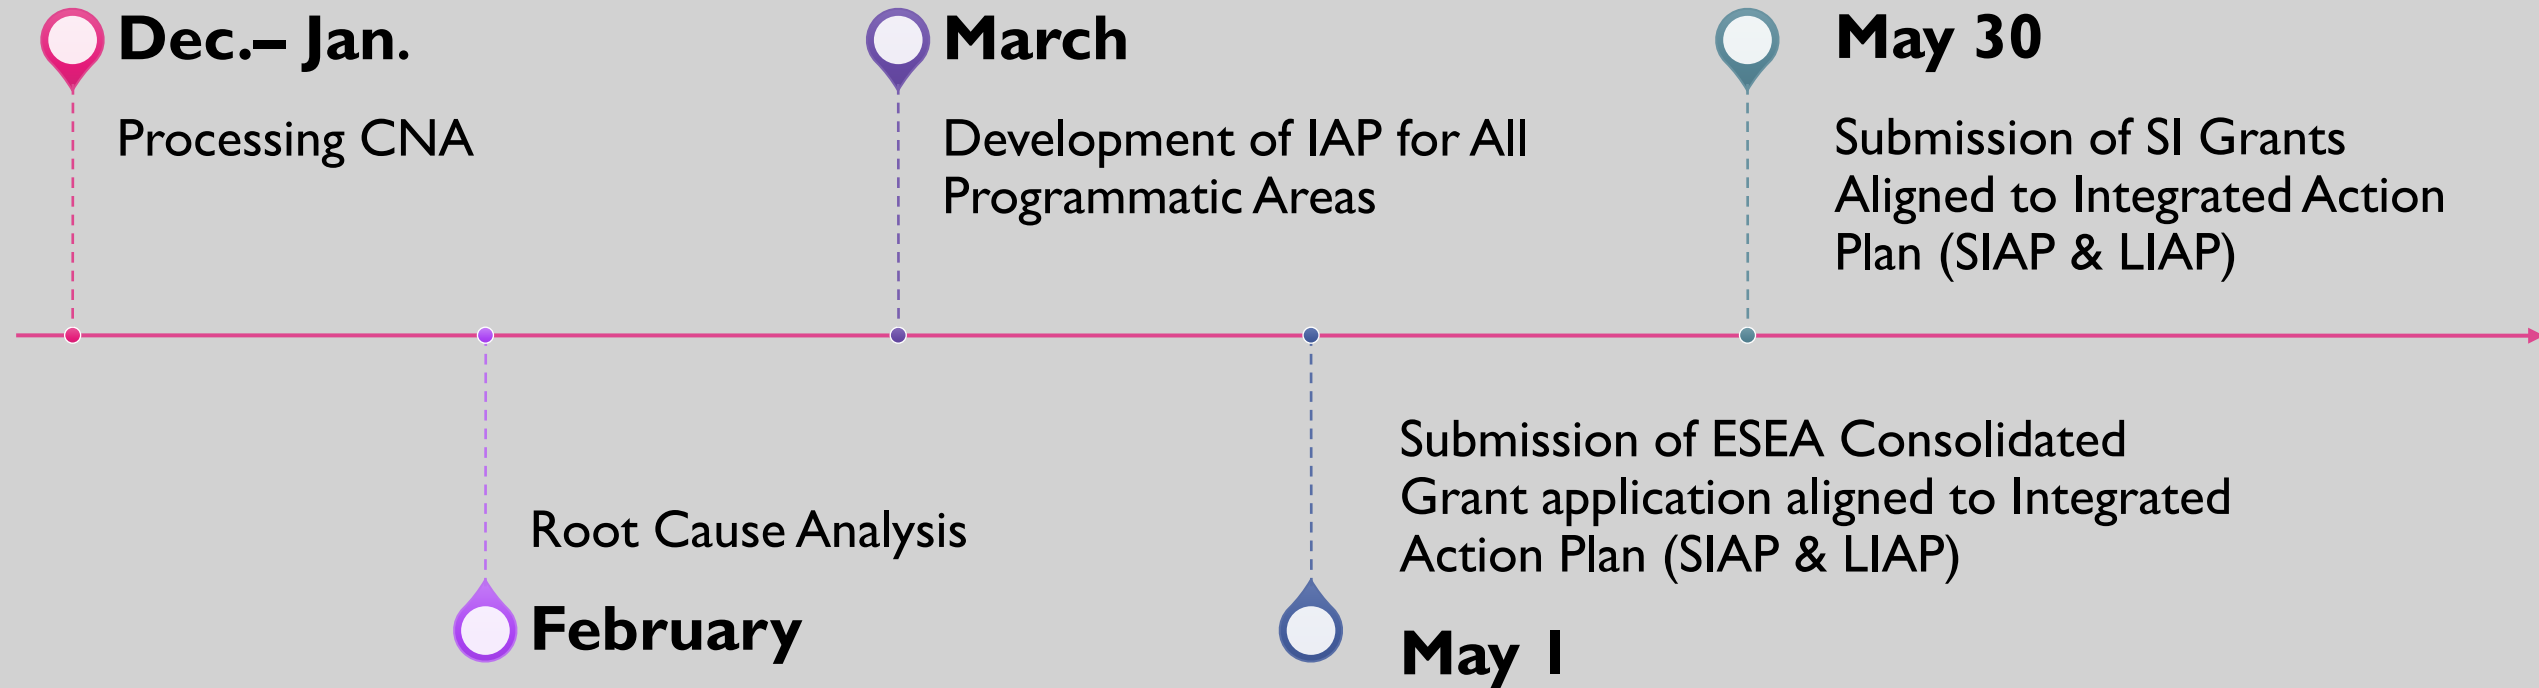 Dec.– Jan.
Processing CNA
March
Development of IAP for All
Programmatic Areas
May 30
Submission of SI Grants
Aligned to Integrated Action
Plan (SIAP & LIAP)
Root Cause Analysis
February
Submission of ESEA Consolidated
Grant application aligned to Integrated
Action Plan (SIAP & LIAP)
May 1